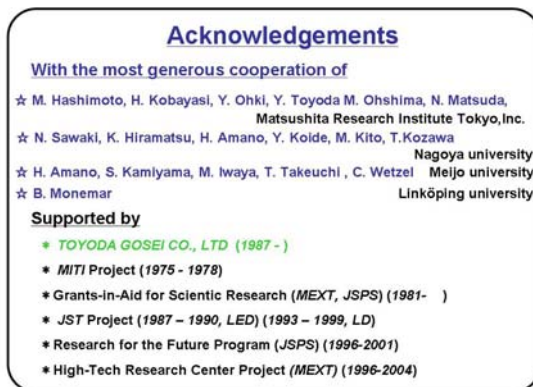 Acknowledgements
With the most generous cooperation of
☆ M. Hashimoto, H. Kobayasi, Y. Ohki, Y. Toyoda M. Ohshima, N. Matsuda,
Matsushita Research Institute Tokyo,Inc.
☆ N. Sawaki, K. Hiramatsu, H. Amano, Y. Koide, M. Kito, T.Kozawa
Nagoya university
☆ H. Amano, S. Kamiyama, M. Iwaya, T. Takeuchi , C. Wetzel Meijo university
☆ B. Monemar Linköping university
Supported by
* TOYODA GOSEI CO., LTD (1987 - )
* MITI Project (1975 - 1978)
* Grants-in-Aid for Scientic Research (MEXT, JSPS) (1981- )
* JST Project (1987 – 1990, LED) (1993 – 1999, LD)
* Research for the Future Program (JSPS) (1996-2001)
* High-Tech Research Center Project (MEXT) (1996-2004)